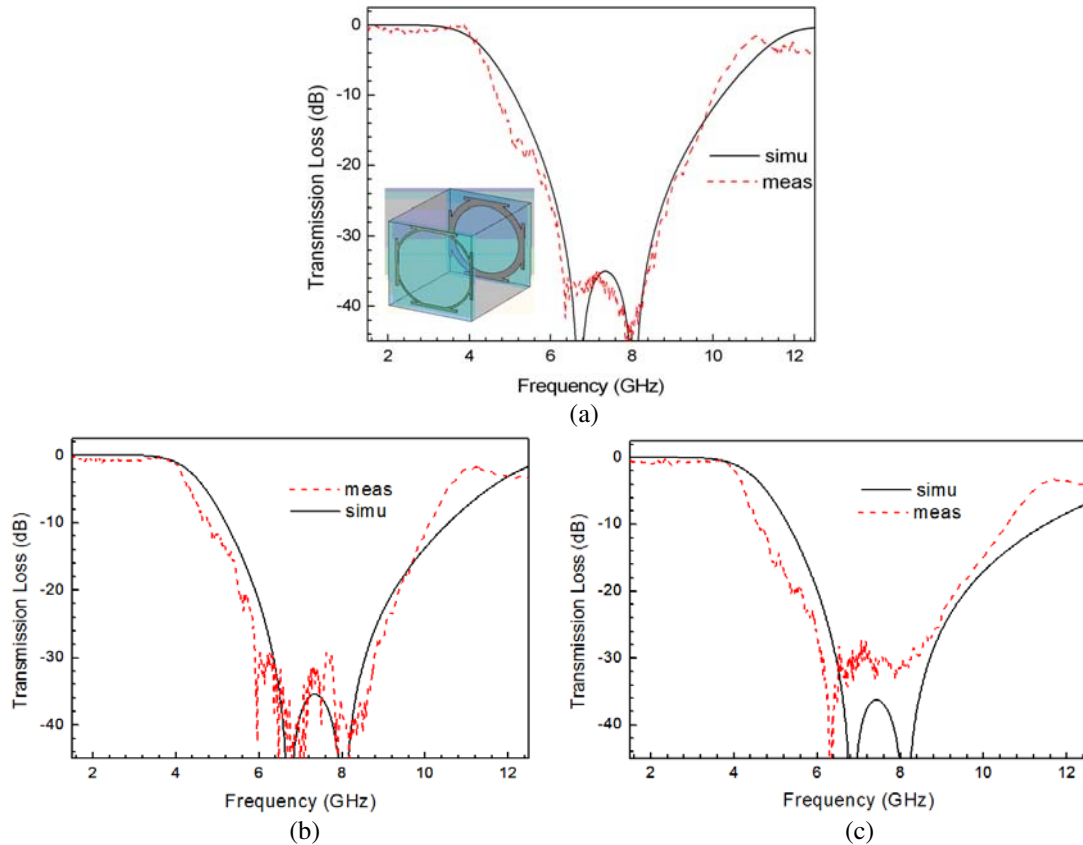 0
-10
-20
-30
-40
Transmission Loss (dB)
simu
meas
2 4 6 8 10 12
Frequency (GHz)
(a)
0
-10
-20
-30
-40
Transmission Loss (dB)
meas
simu
2 4 6 8 10 12
Frequency (GHz)
(b)
0
-10
-20
-30
-40
Transmission Loss (dB)
simu
meas
2 4 6 8 10 12
Frequency (GHz)
(c)